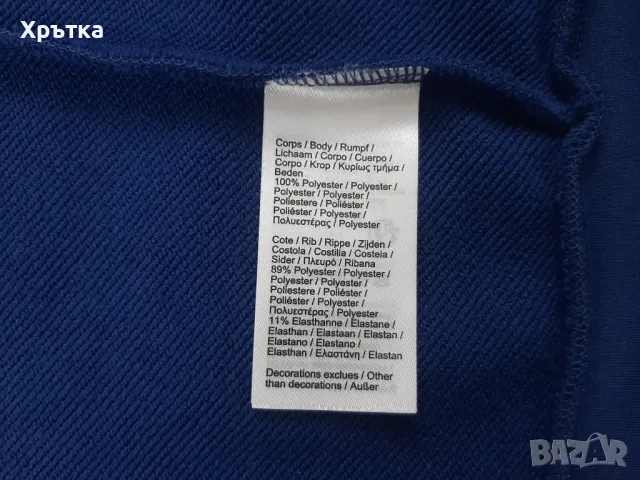 Хрътка
Corps / Body / Rumpf /
Lichaam / Corpo / Cuerpo /
Corpo / Krop / Κυρίως τμήμα /
Beden
100% Polyester / Polyester /
Polyester / Polyester /
Poliestere / Poliéster /
Poliéster / Polyester /
Πολυεστέρας / Polyester
Cote / Rib / Rippe / Zijden /
Costola / Costilla / Costela /
Sider / Πλευρό / Ribana
89% Polyester / Polyester /
Polyester / Polyester /
Poliestere / Poliéster /
Poliéster / Polyester /
Πολυεστέρας / Polyester
11% Elasthanne / Elastane /
Elasthan / Elastaan / Elastan /
Elastano / Elastano /
Elasthan / Ελαστάνη / Elastan
Decorations exclues / Other
than decorations / Außer
BAZAR